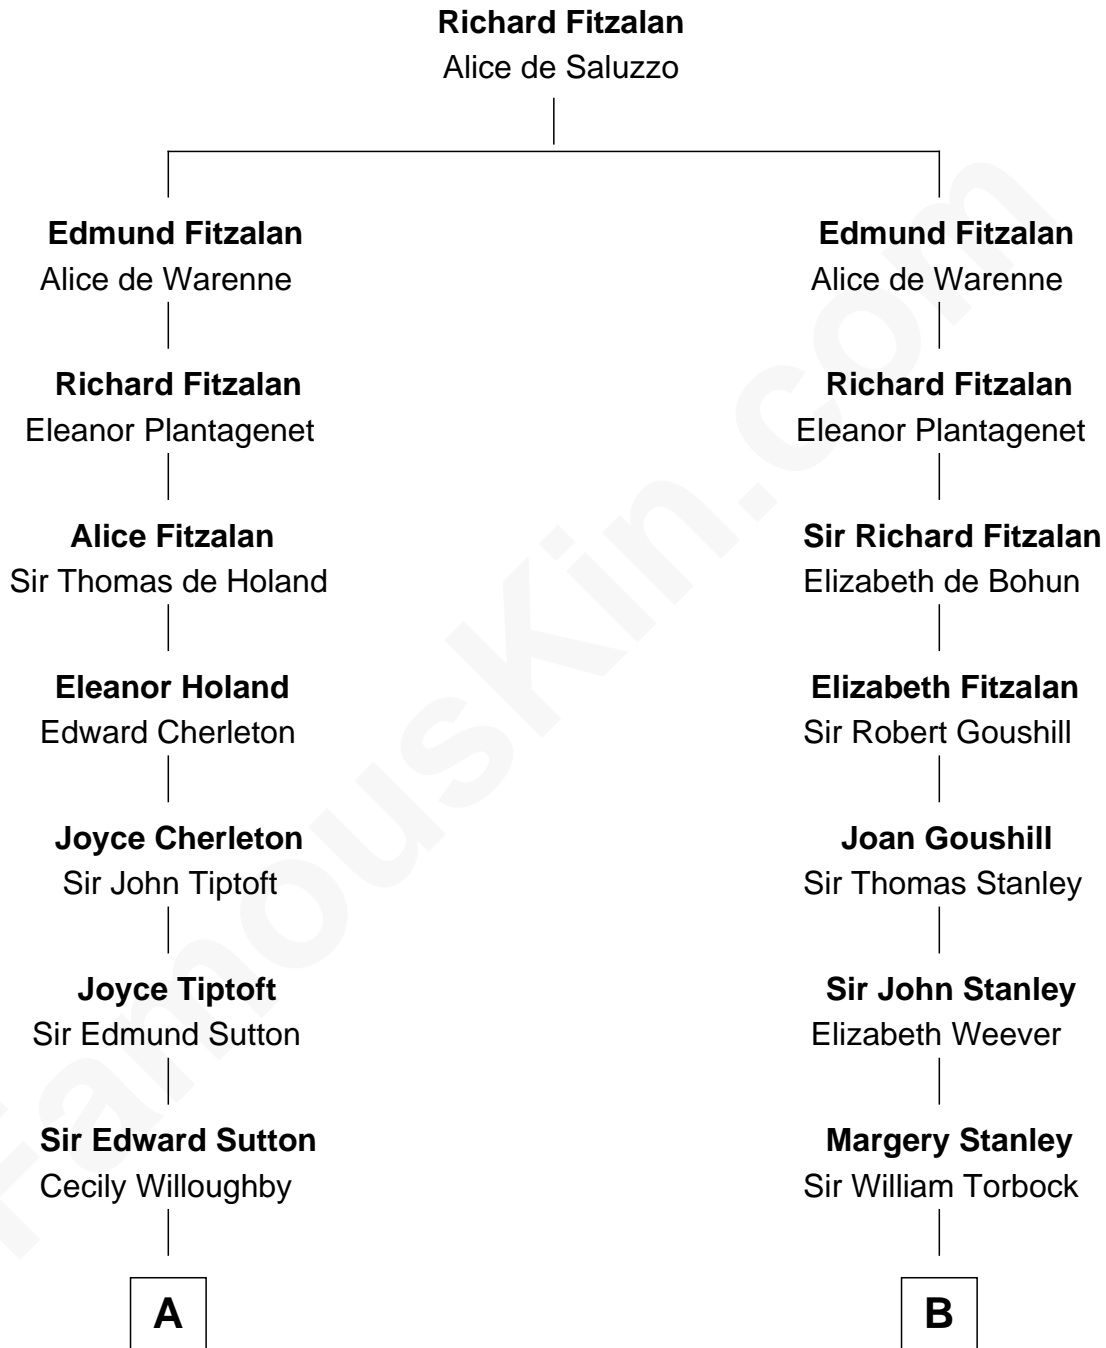 Richard Fitzalan
Alice de Saluzzo
Edmund Fitzalan
Alice de Warenne
Edmund Fitzalan
Alice de Warenne
Richard Fitzalan
Eleanor Plantagenet
Richard Fitzalan
Eleanor Plantagenet
Alice Fitzalan
Sir Thomas de Holand
Sir Richard Fitzalan
Elizabeth de Bohun
Eleanor Holand
Edward Cherleton
Elizabeth Fitzalan
Sir Robert Goushill
Joyce Cherleton
Sir John Tiptoft
Joan Goushill
Sir Thomas Stanley
Joyce Tiptoft
Sir Edmund Sutton
Sir John Stanley
Elizabeth Weever
Sir Edward Sutton
Cecily Willoughby
Margery Stanley
Sir William Torbock
A
B
FamousKin.com